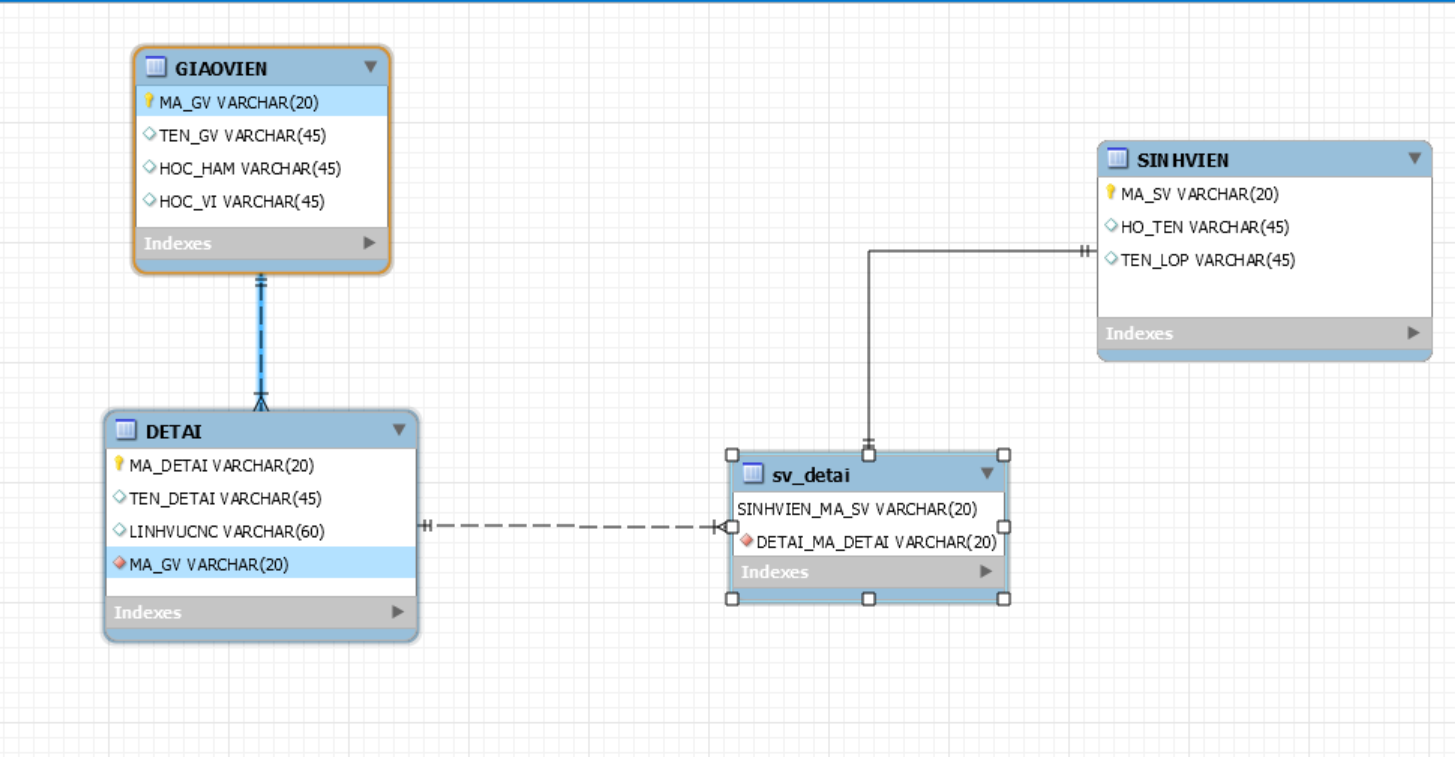 GIAOVIEN
MA_GV VARCHAR(20)
TEN_GV VARCHAR(45)
HOC_HAM VARCHAR(45)
HOC_VI VARCHAR(45)
Indexes
DETAI
MA_DETAI VARCHAR(20)
TEN_DETAI VARCHAR(45)
LINHVUCNC VARCHAR(60)
MA_GV VARCHAR(20)
Indexes
sv_detai
SINHVIEN_MA_SV VARCHAR(20)
DETAI_MA_DETAI VARCHAR(20)
Indexes
SINHVIEN
MA_SV VARCHAR(20)
HO_TEN VARCHAR(45)
TEN_LOP VARCHAR(45)
Indexes